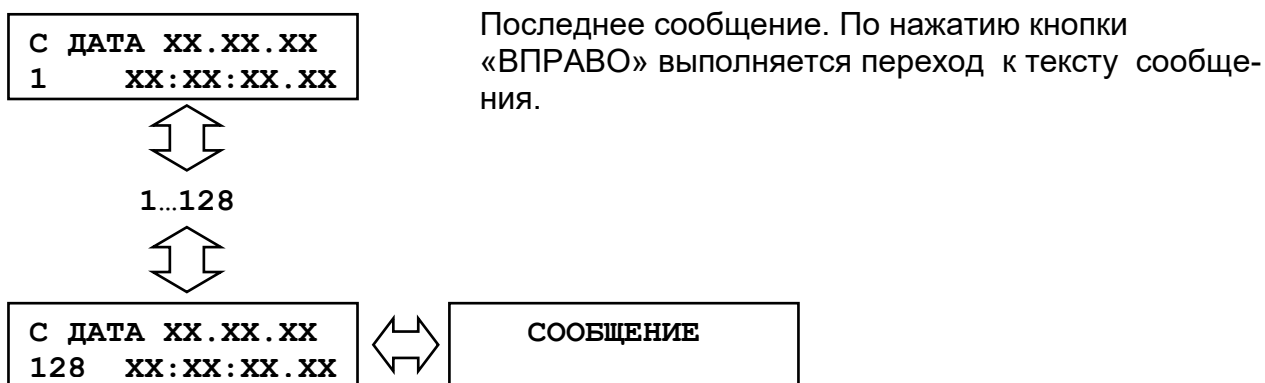 С ДАТА XX.XX.XX
1 XX:XX:XX.XX
Последнее сообщение. По нажатию кнопки
«ВПРАВО» выполняется переход к тексту сообще-
ния.
1…128
С ДАТА XX.XX.XX
128 XX:XX:XX.XX
СООБЩЕНИЕ